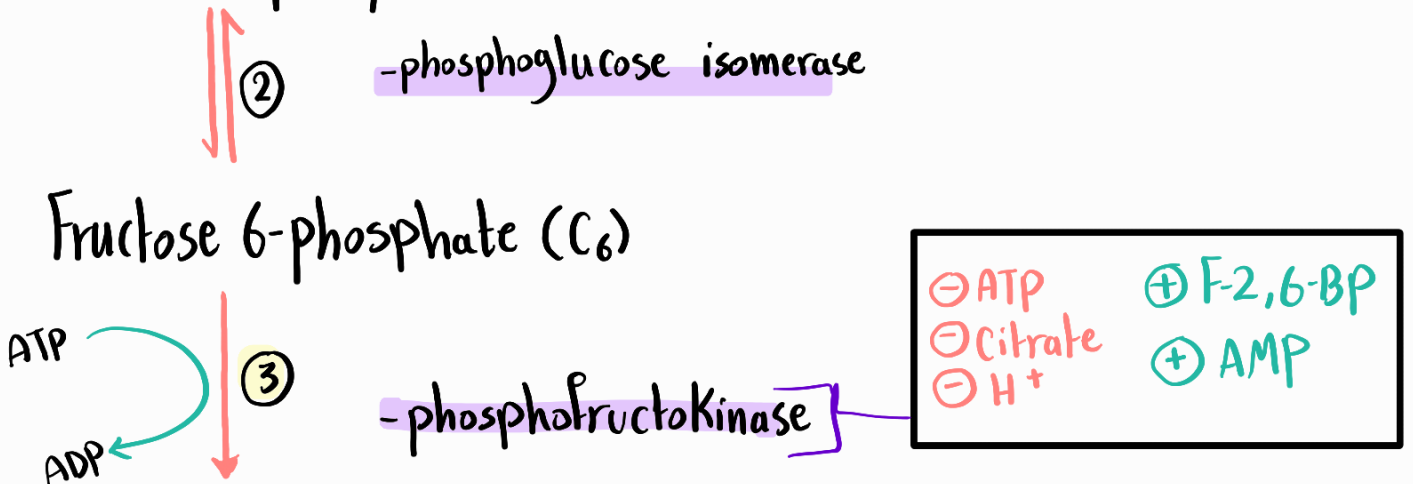 ②
-phosphoglucose isomerase
Fructose 6-phosphate (C₆)
ATP
③
ADP
-phosphofructokinase
⊖ ATP
⊖ Citrate
⊖ H⁺
⊕ F-2,6-BP
⊕ AMP